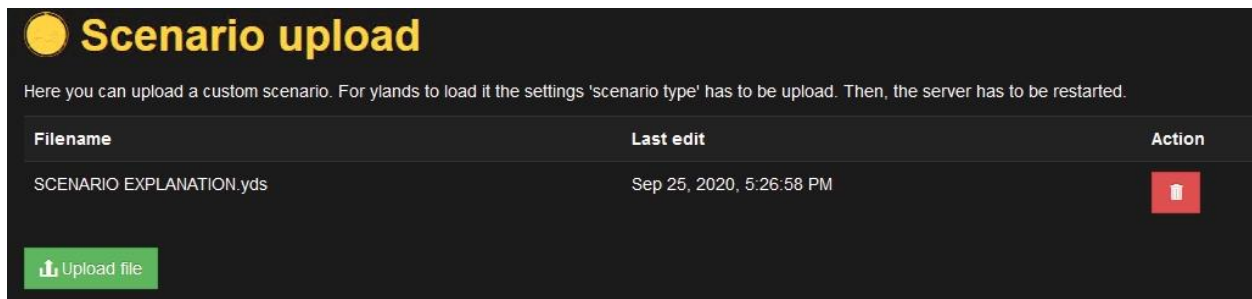 Scenario upload
Here you can upload a custom scenario. For ylands to load it the settings 'scenario type' has to be upload. Then, the server has to be restarted.
Filename Last edit Action
SCENARIO EXPLANATION.yds Sep 25, 2020, 5:26:58 PM
Upload file